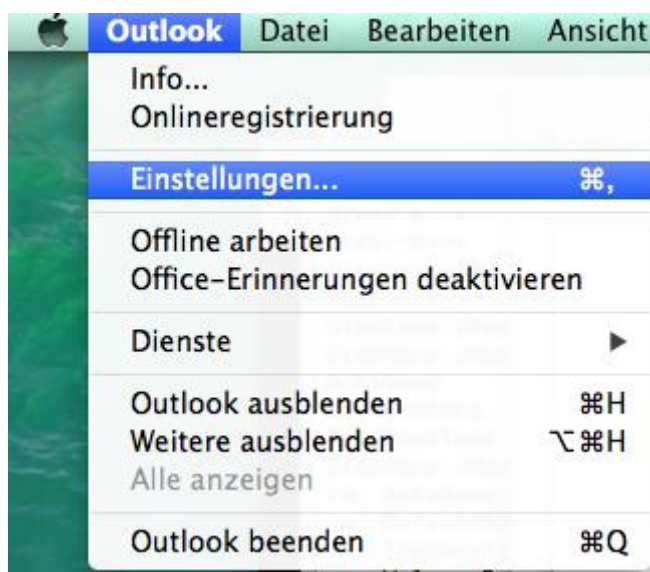 Outlook Datei Bearbeiten Ansicht
Info...
Onlineregistrierung
Einstellungen... ⌘,
Offline arbeiten
Office-Erinnerungen deaktivieren
Dienste ▶
Outlook ausblenden ⌘H
Weitere ausblenden ⌥⌘H
Alle anzeigen
Outlook beenden ⌘Q